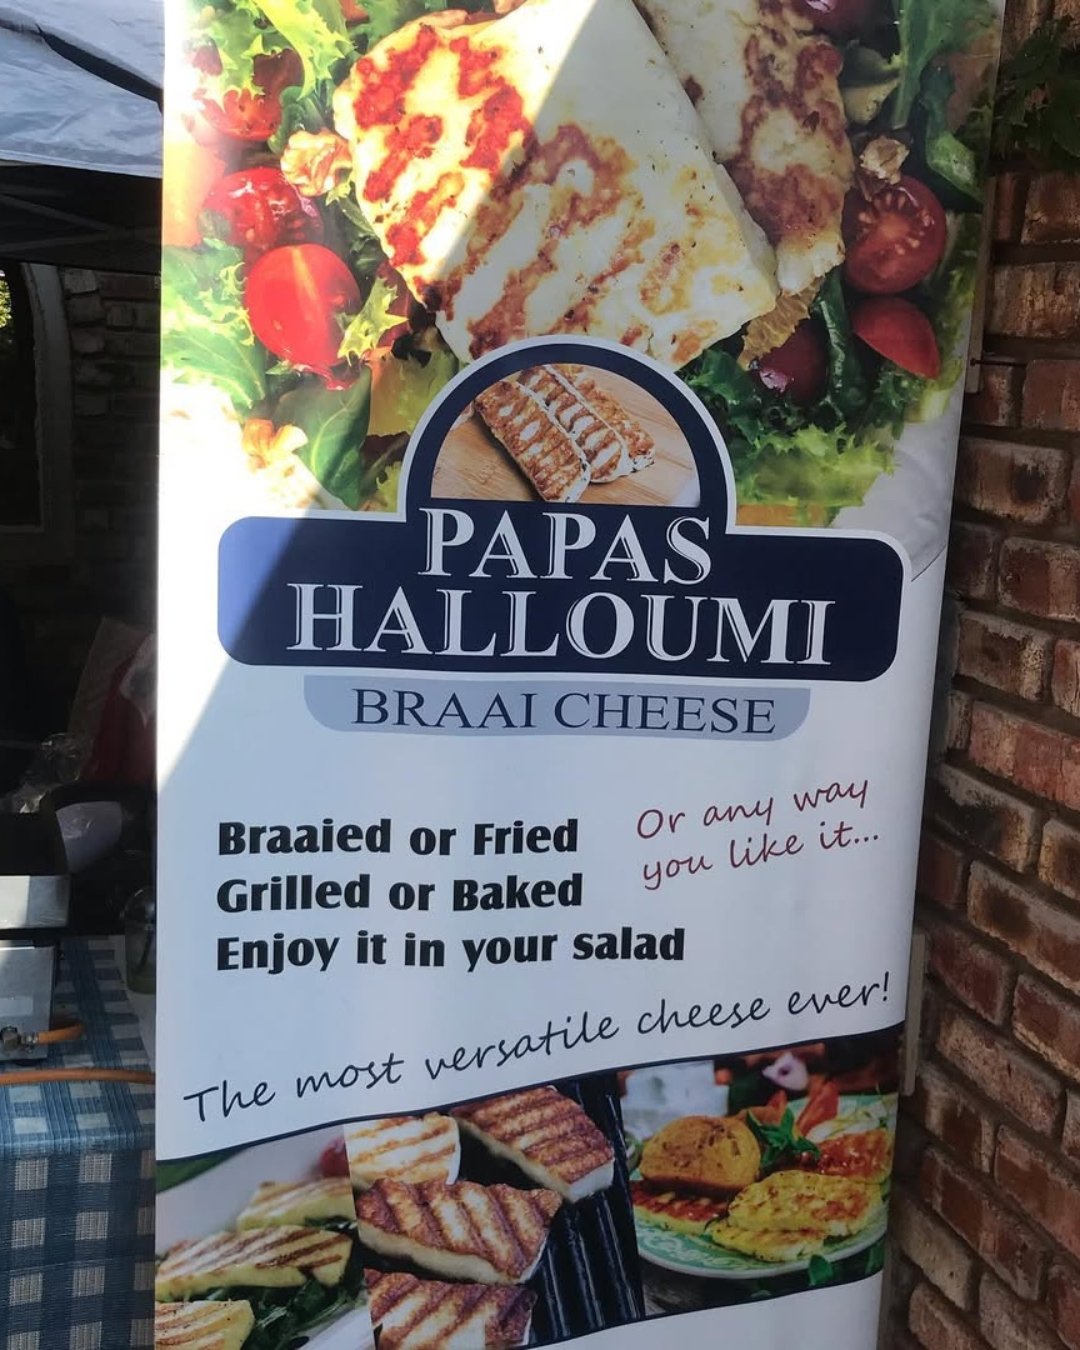 PAPAS
HALLOUMI
BRAAI CHEESE
Braaied or Fried
Grilled or Baked
Enjoy it in your salad
Or any way
you like it...
The most versatile cheese ever!